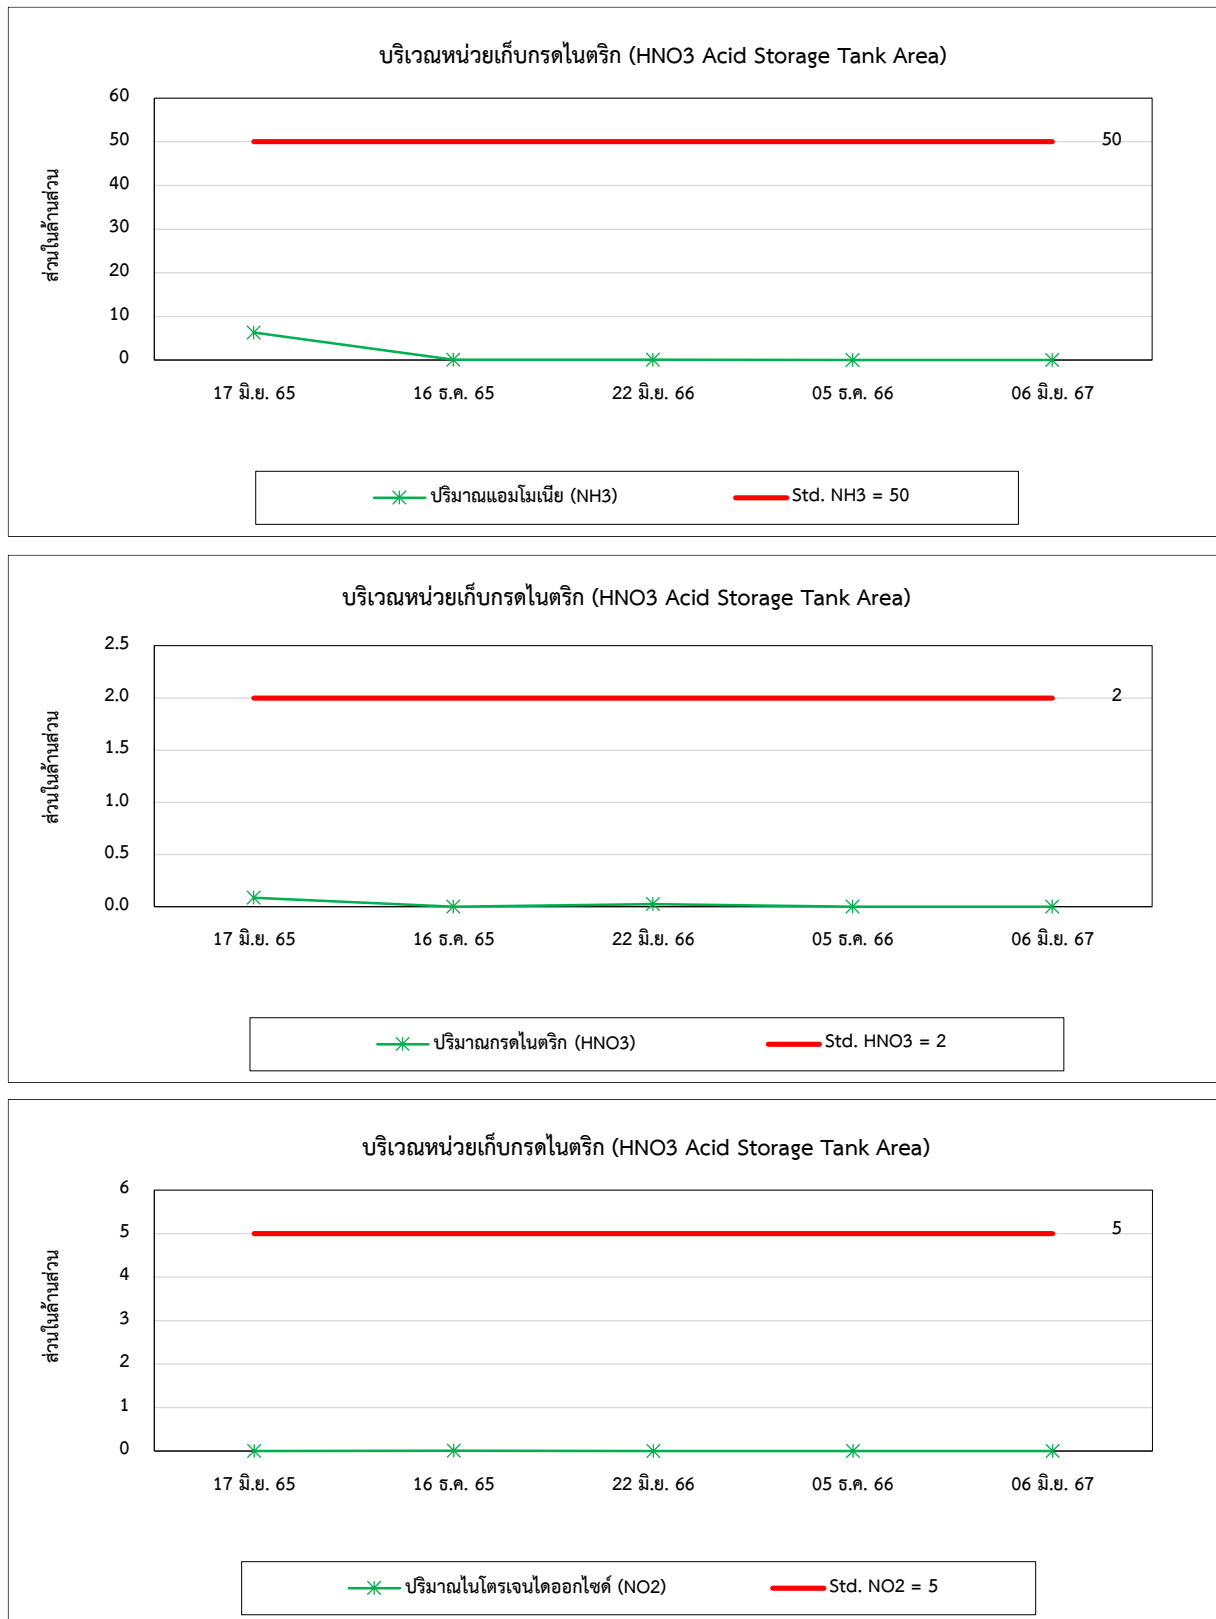 บริเวณหน่วยเก็บกรดไนตริก (HNO3 Acid Storage Tank Area)
60
50
50
40
30
20
10
0
ส่วนในล้านส่วน
17 มิ.ย. 65 16 ธ.ค. 65 22 มิ.ย. 66 05 ธ.ค. 66 06 มิ.ย. 67
ปริมาณแอมโมเนีย (NH3) Std. NH3 = 50
บริเวณหน่วยเก็บกรดไนตริก (HNO3 Acid Storage Tank Area)
2.5
2.0
2
1.5
1.0
0.5
0.0
ส่วนในล้านส่วน
17 มิ.ย. 65 16 ธ.ค. 65 22 มิ.ย. 66 05 ธ.ค. 66 06 มิ.ย. 67
ปริมาณกรดไนตริก (HNO3) Std. HNO3 = 2
บริเวณหน่วยเก็บกรดไนตริก (HNO3 Acid Storage Tank Area)
6
5
5
4
3
2
1
0
ส่วนในล้านส่วน
17 มิ.ย. 65 16 ธ.ค. 65 22 มิ.ย. 66 05 ธ.ค. 66 06 มิ.ย. 67
ปริมาณไนโตรเจนไดออกไซด์ (NO2) Std. NO2 = 5